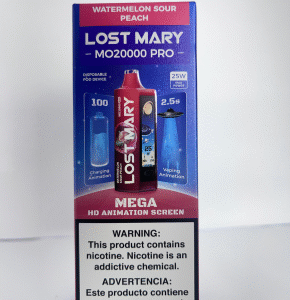 WATERMELON SOUR
PEACH
LOST MARY
MO20000 PRO
DISPOSABLE
POD DEVICE
25W
100
2.5s
LOST MARY
25
Charging
Animation
Vaping
Animation
MEGA
HD ANIMATION SCREEN
WARNING:
This product contains
nicotine. Nicotine is an
addictive chemical.
ADVERTENCIA:
Este producto contiene